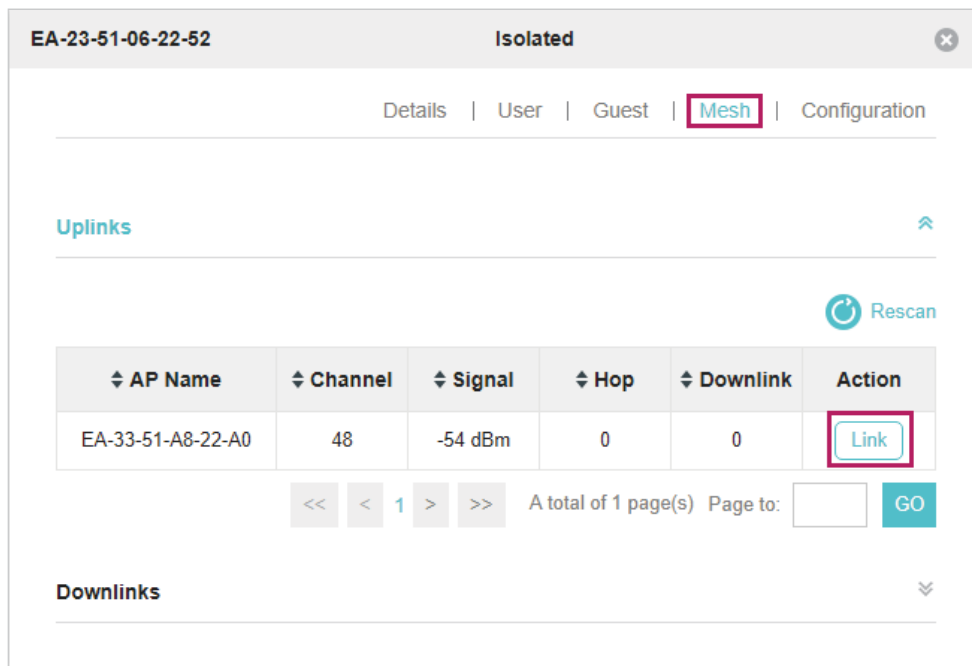 EA-23-51-06-22-52 Isolated
Details | User | Guest | Mesh | Configuration
Uplinks
Rescan
AP Name Channel Signal Hop Downlink Action
EA-33-51-A8-22-A0 48 -54 dBm 0 0 Link
<< < 1 > >> A total of 1 page(s) Page to: GO
Downlinks